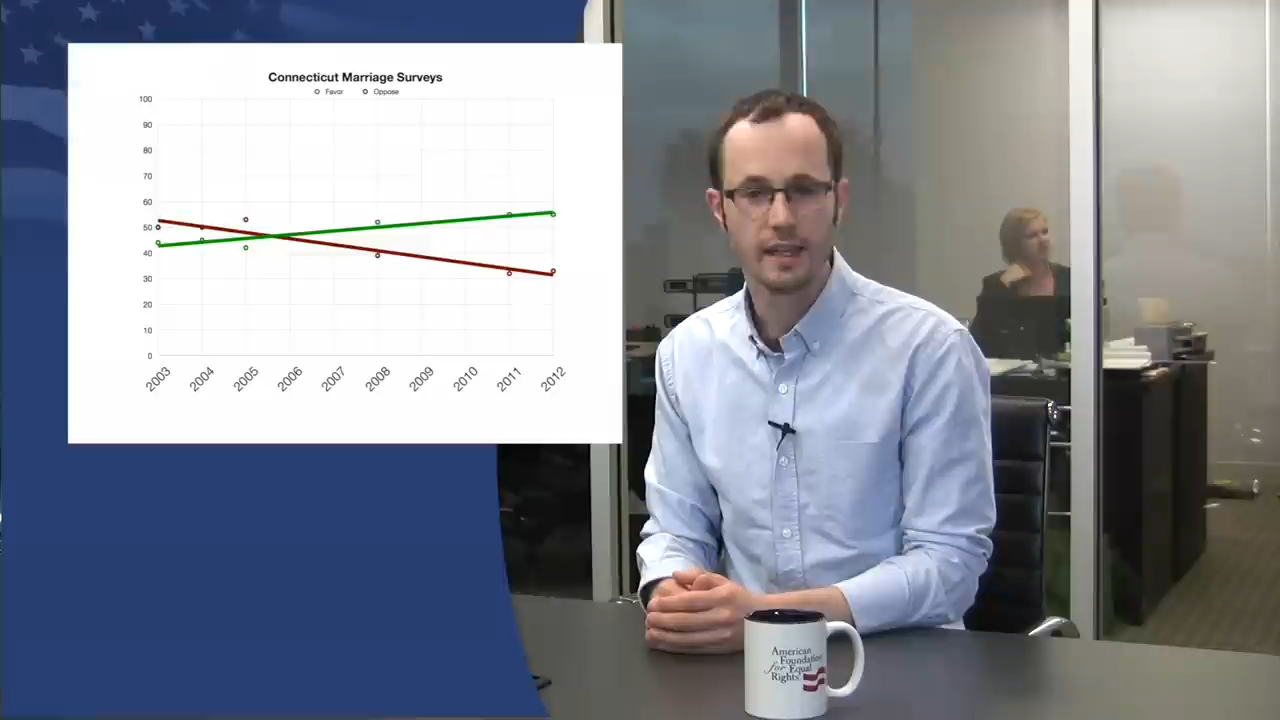 Connecticut Marriage Surveys
Favor Oppose
100
90
80
70
60
50
40
30
20
10
0
2003 2004 2005 2006 2007 2008 2009 2010 2011 2012
American
Foundation
for Equal
Rights